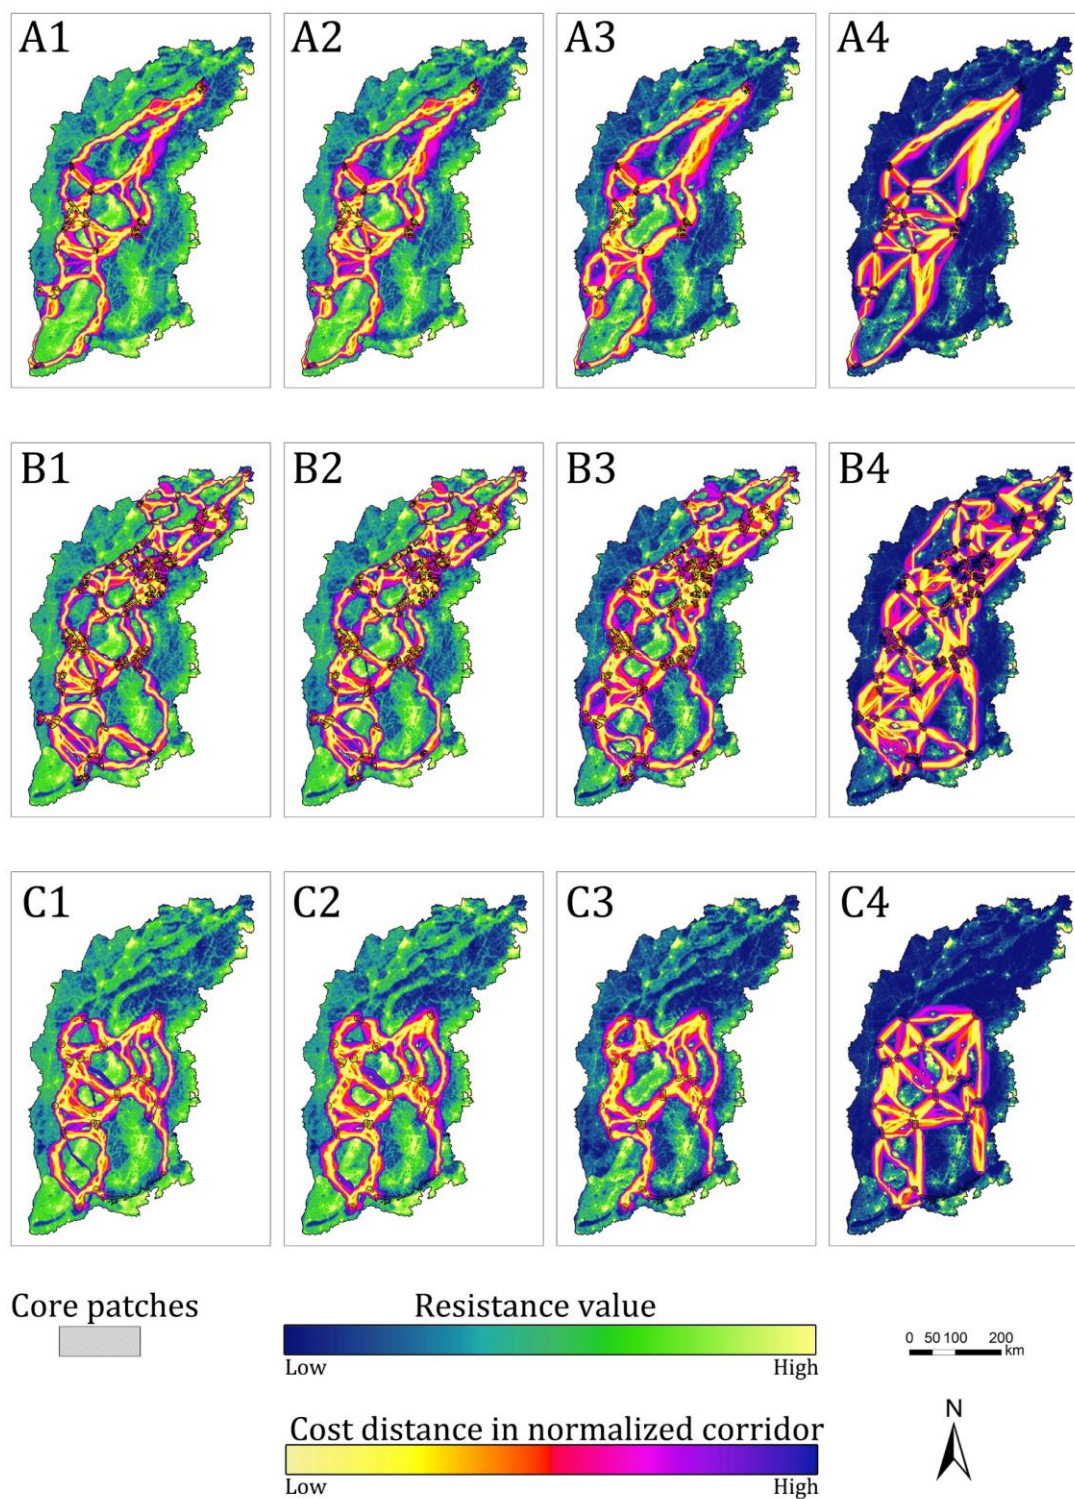 A1 A2 A3 A4
B1 B2 B3 B4
C1 C2 C3 C4
Core patches
Resistance value
Low High
0 50 100 200
km
Cost distance in normalized corridor
Low High
N